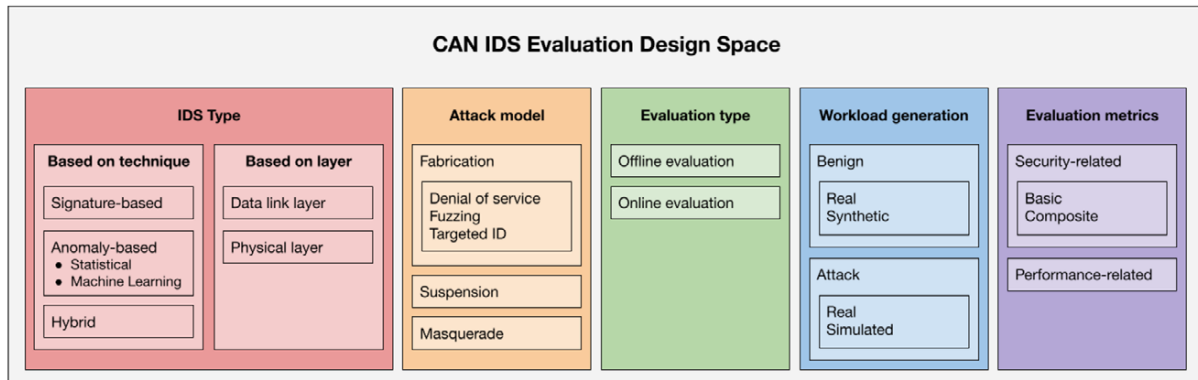 CAN IDS Evaluation Design Space
IDS Type
Based on technique
Signature-based
Anomaly-based
● Statistical
● Machine Learning
Hybrid
Based on layer
Data link layer
Physical layer
Attack model
Fabrication
Denial of service
Fuzzing
Targeted ID
Suspension
Masquerade
Evaluation type
Offline evaluation
Online evaluation
Workload generation
Benign
Real
Synthetic
Attack
Real
Simulated
Evaluation metrics
Security-related
Basic
Composite
Performance-related